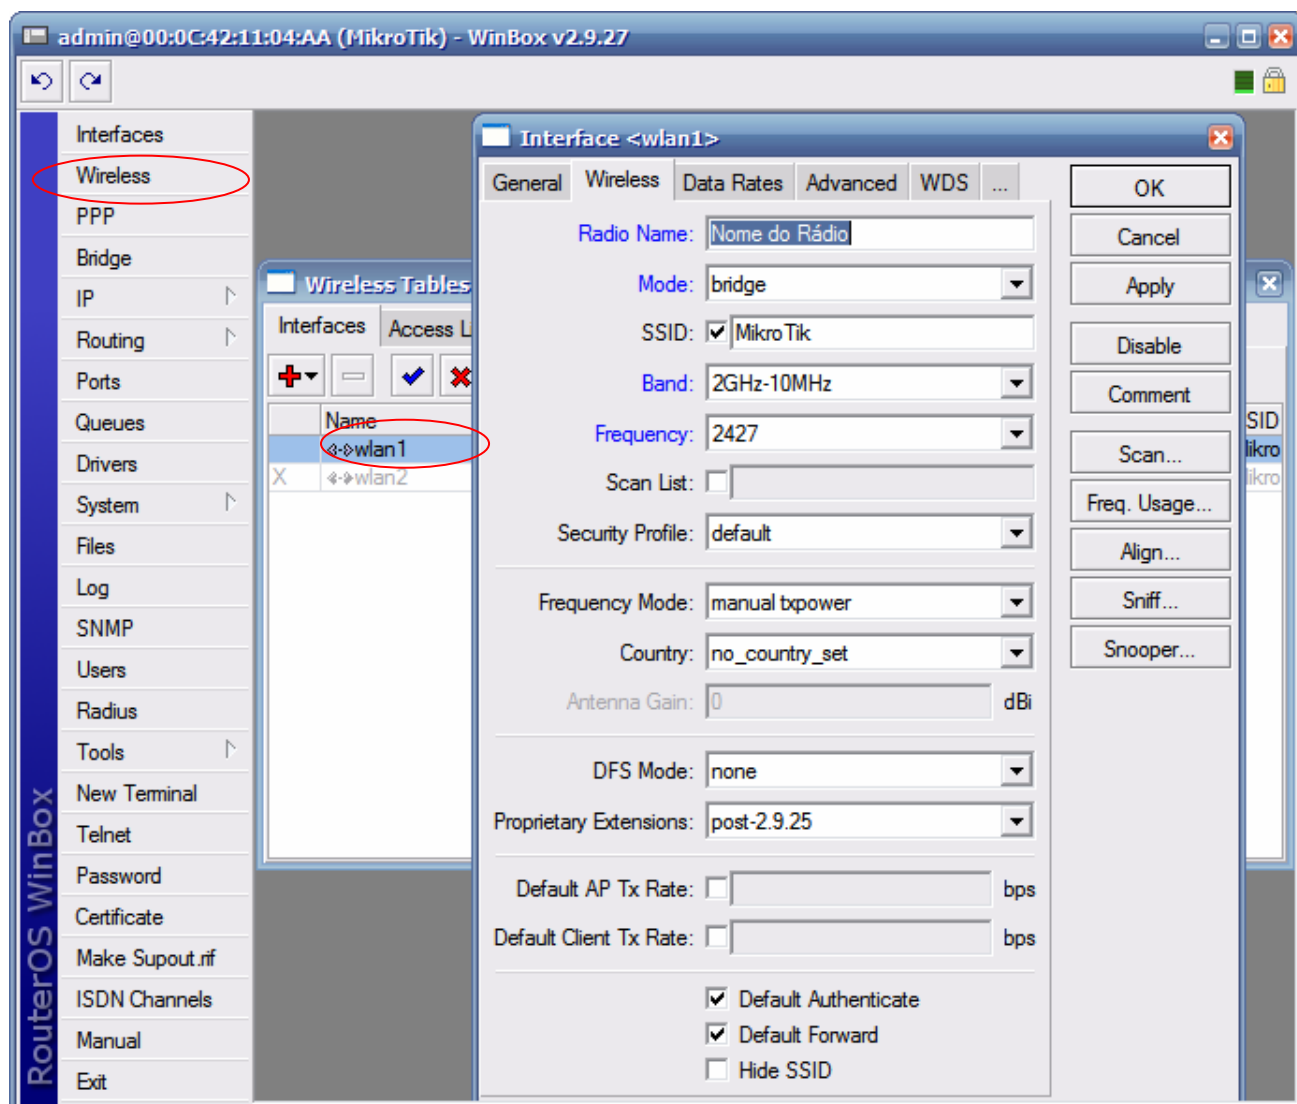 admin@00:0C:42:11:04:AA (MikroTik) - WinBox v2.9.27
RouterOS WinBox
Interfaces
Wireless
PPP
Bridge
IP
Routing
Ports
Queues
Drivers
System
Files
Log
SNMP
Users
Radius
Tools
New Terminal
Telnet
Password
Certificate
Make Supout.rif
ISDN Channels
Manual
Exit
Wireless Tables
Interfaces Access Li
Name SSID
wlan1 likro
X wlan2 likro
Interface <wlan1>
General Wireless Data Rates Advanced WDS ...
Radio Name: Nome do Rádio
Mode: bridge
SSID: MikroTik
Band: 2GHz-10MHz
Frequency: 2427
Scan List:
Security Profile: default
Frequency Mode: manual txpower
Country: no_country_set
Antenna Gain: 0 dBi
DFS Mode: none
Proprietary Extensions: post-2.9.25
Default AP Tx Rate: bps
Default Client Tx Rate: bps
Default Authenticate
Default Forward
Hide SSID
OK
Cancel
Apply
Disable
Comment
Scan...
Freq. Usage...
Align...
Sniff...
Snooper...